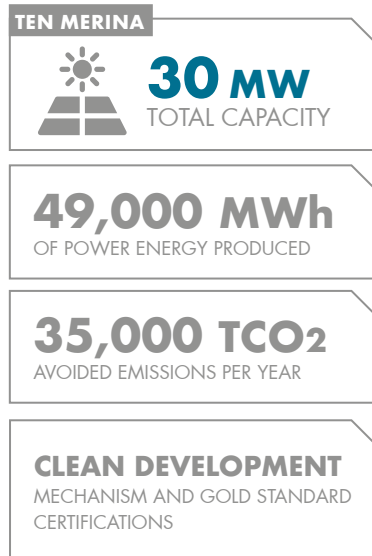 TEN MERINA
30 MW
TOTAL CAPACITY
49,000 MWh
OF POWER ENERGY PRODUCED
35,000 TCO2
AVOIDED EMISSIONS PER YEAR
CLEAN DEVELOPMENT
MECHANISM AND GOLD STANDARD
CERTIFICATIONS